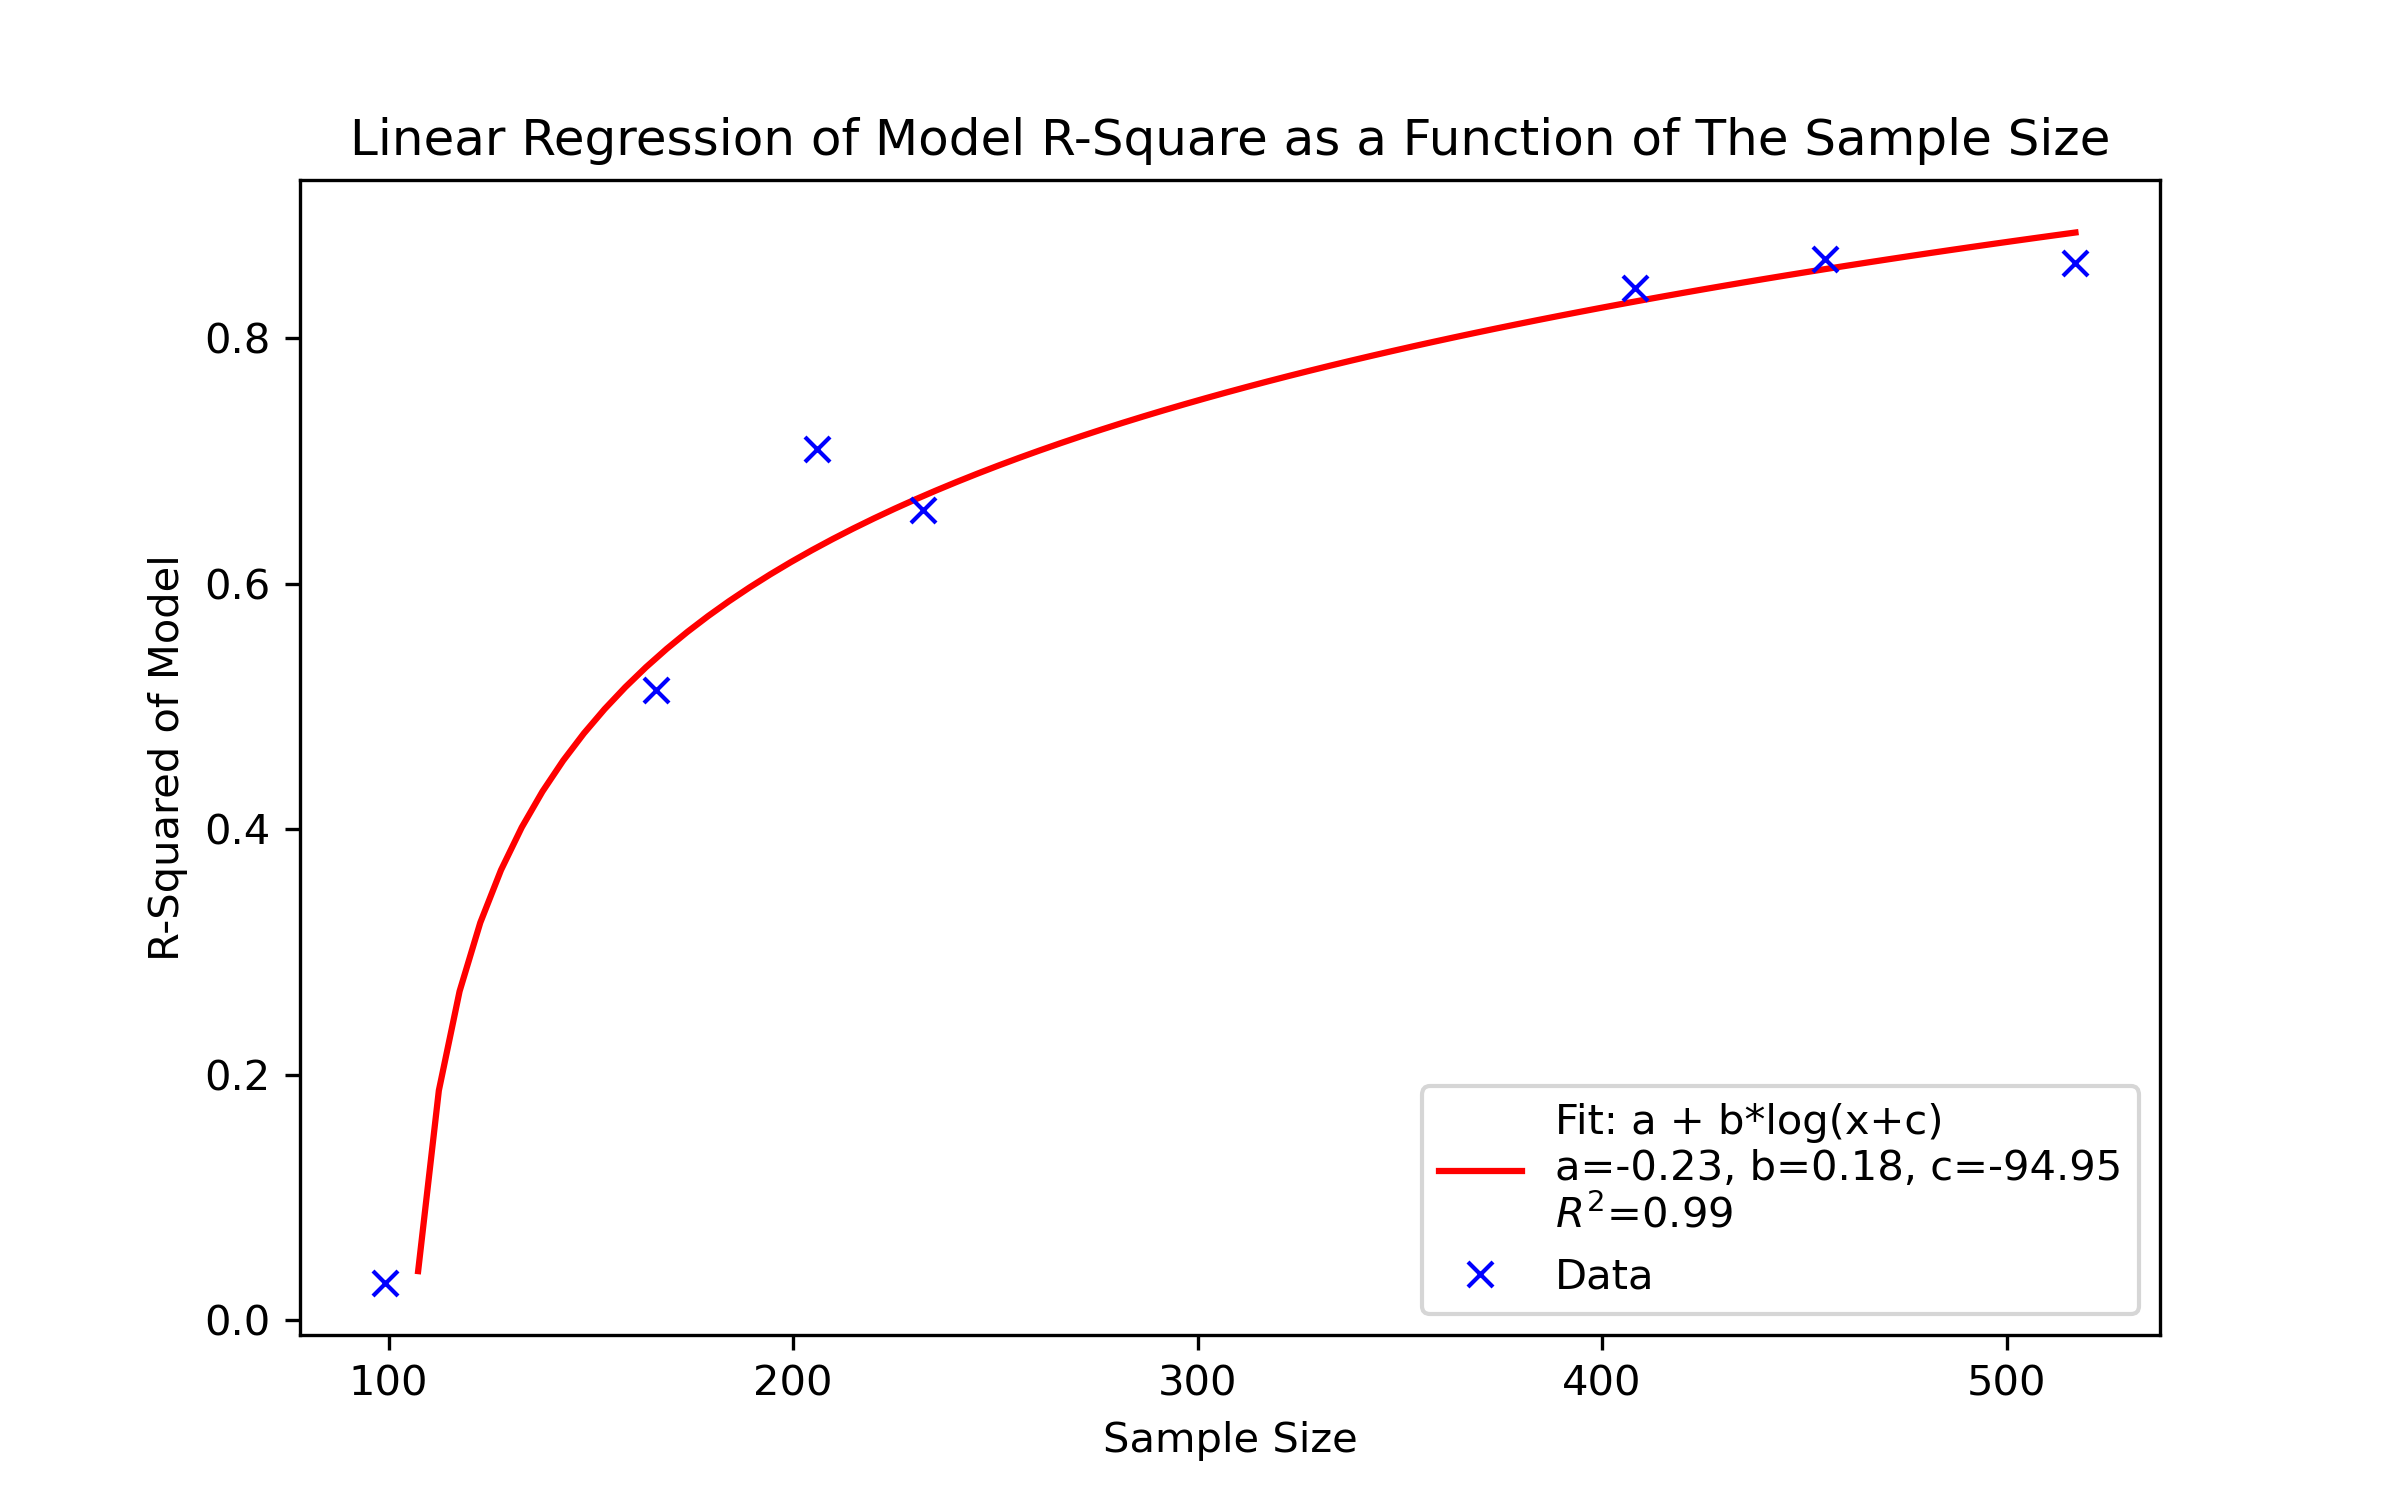 Linear Regression of Model R-Square as a Function of The Sample Size
R-Squared of Model
0.8
0.6
0.4
0.2
0.0
100 200 300 400 500
Sample Size
Fit: a + b*log(x+c)
a=-0.23, b=0.18, c=-94.95
R²=0.99
Data